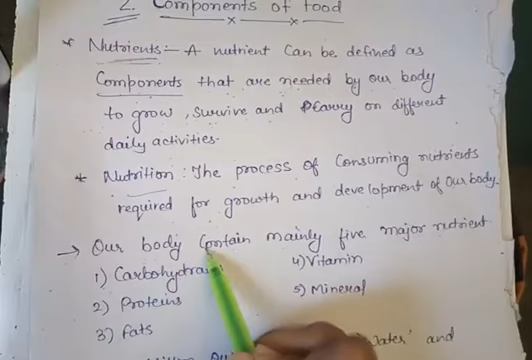 2. Components of food
* Nutrients:- A nutrient can be defined as
Components that are needed by our body
to grow, survive and carry on different
daily activities.
* Nutrition: The process of Consuming nutrients
required for growth and development of our body.
→ Our body contain mainly five major nutrient
1) Carbohydra
4) Vitamin
2) Proteins
5) Mineral
3) fats
and